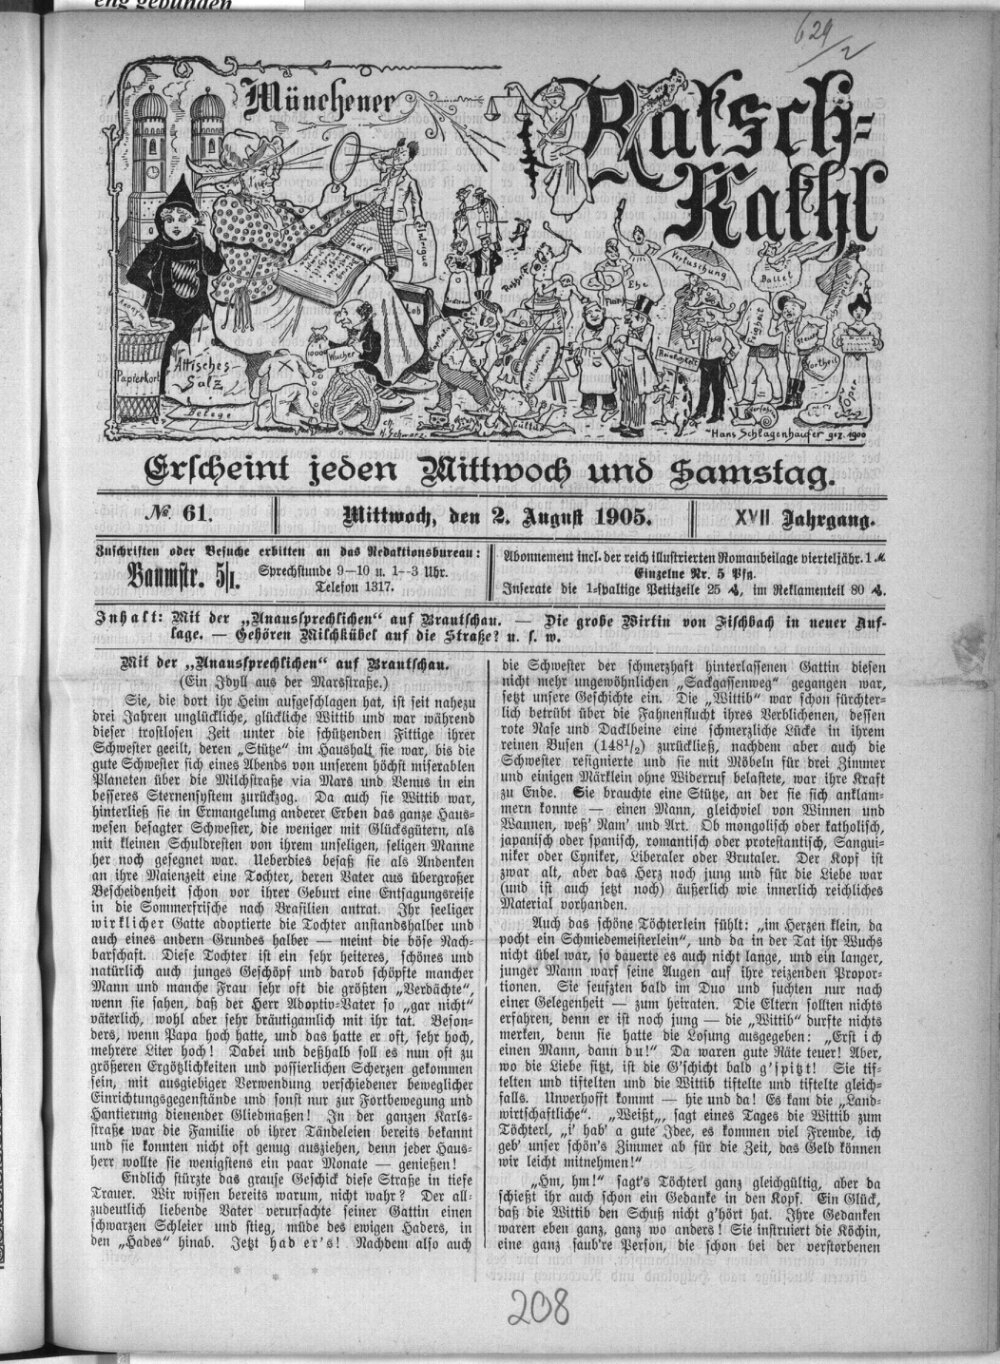 eng gebunden
629/2
Münchener
Ratsch-
Kathl
Intrigue
Lob
Wucher
1000
Papierkorb
Attisches
Salz
Belege
Vertuschung
Ballet
Ehe
Cultur
Hans Schlagenhaufer gez. 1900
Erscheint jeden Mittwoch und Samstag.
№ 61.
Mittwoch, den 2. August 1905.
XVII Jahrgang.
Zuschriften oder Besuche erbitten an das Redaktionsbureau:
Baumstr. 5/I.
Sprechstunde 9—10 u. 1—3 Uhr.
Telefon 1317.
Abonnement incl. der reich illustrierten Romanbeilage vierteljähr. 1 ℳ
Einzelne Nr. 5 Pfg.
Inserate die 1-spaltige Petitzeile 25 ₰, im Reklamenteil 80 ₰.
Inhalt: Mit der „Unaussprechlichen“ auf Brautschau. — Die grobe Wirtin von Fischbach in neuer Auf-
lage. — Gehören Milchkübel auf die Straße? u. s. w.
Mit der „Unaussprechlichen“ auf Brautschau.
(Ein Idyll aus der Marsstraße.)
Sie, die dort ihr Heim aufgeschlagen hat, ist seit nahezu
drei Jahren unglückliche, glückliche Wittib und war während
dieser trostlosen Zeit unter die schützenden Fittige ihrer
Schwester geeilt, deren „Stütze“ im Haushalt sie war, bis die
gute Schwester sich eines Abends von unserem höchst miserablen
Planeten über die Milchstraße via Mars und Venus in ein
besseres Sternensystem zurückzog. Da auch sie Wittib war,
hinterließ sie in Ermangelung anderer Erben das ganze Haus-
wesen besagter Schwester, die weniger mit Glücksgütern, als
mit kleinen Schuldresten von ihrem unseligen, seligen Manne
her noch gesegnet war. Ueberdies besaß sie als Andenken
an ihre Maienzeit eine Tochter, deren Vater aus übergroßer
Bescheidenheit schon vor ihrer Geburt eine Entsagungsreise
in die Sommerfrische nach Brasilien antrat. Ihr seeliger
wirklicher Gatte adoptierte die Tochter anstandshalber und
auch eines andern Grundes halber — meint die böse Nach-
barschaft. Diese Tochter ist ein sehr heiteres, schönes und
natürlich auch junges Geschöpf und darob schöpfte mancher
Mann und manche Frau sehr oft die größten „Verdächte“,
wenn sie sahen, daß der Herr Adoptiv-Vater so „gar nicht“
väterlich, wohl aber sehr bräutigamlich mit ihr tat. Beson-
ders, wenn Papa hoch hatte, und das hatte er oft, sehr hoch,
mehrere Liter hoch! Dabei und deßhalb soll es nun oft zu
größeren Ergötzlichkeiten und possierlichen Scherzen gekommen
sein, mit ausgiebiger Verwendung verschiedener beweglicher
Einrichtungsgegenstände und sonst nur zur Fortbewegung und
Hantierung dienender Gliedmaßen! In der ganzen Karls-
straße war die Familie ob ihrer Tändeleien bereits bekannt
und sie konnten nicht oft genug ausziehen, denn jeder Haus-
herr wollte sie wenigstens ein paar Monate — genießen!
Endlich stürzte das grause Geschick diese Straße in tiefe
Trauer. Wir wissen bereits warum, nicht wahr? Der all-
zudeutlich liebende Vater verursachte seiner Gattin einen
schwarzen Schleier und stieg, müde des ewigen Haders, in
den „Hades“ hinab. Jetzt had er's! Nachdem also auch
die Schwester der schmerzhaft hinterlassenen Gattin diesen
nicht mehr ungewöhnlichen „Sackgassenweg“ gegangen war,
setzt unsere Geschichte ein. Die „Wittib“ war schon fürchter-
lich betrübt über die Fahnenflucht ihres Verblichenen, dessen
rote Nase und Dacklbeine eine schmerzliche Lücke in ihrem
reinen Busen (148½) zurückließ, nachdem aber auch die
Schwester resignierte und sie mit Möbeln für drei Zimmer
und einigen Märklein ohne Widerruf belastete, war ihre Kraft
zu Ende. Sie brauchte eine Stütze, an der sie sich anklam-
mern konnte — einen Mann, gleichviel von Winnen und
Wannen, weß' Nam' und Art. Ob mongolisch oder katholisch,
japanisch oder spanisch, romantisch oder protestantisch, Sangui-
niker oder Cyniker, Liberaler oder Brutaler. Der Kopf ist
zwar alt, aber das Herz noch jung und für die Liebe war
(und ist auch jetzt noch) äußerlich wie innerlich reichliches
Material vorhanden.
Auch das schöne Töchterlein fühlt: „im Herzen klein, da
pocht ein Schmiedemeisterlein“, und da in der Tat ihr Wuchs
nicht übel war, so dauerte es auch nicht lange, und ein langer,
junger Mann warf seine Augen auf ihre reizenden Propor-
tionen. Sie seufzten bald im Duo und suchten nur nach
einer Gelegenheit — zum heiraten. Die Eltern sollten nichts
erfahren, denn er ist noch jung — die „Wittib“ durfte nichts
merken, denn sie hatte die Losung ausgegeben: „Erst ich
einen Mann, dann du!“ Da waren gute Räte teuer! Aber,
wo die Liebe sitzt, ist die G'schicht bald g'spitzt! Sie tif-
telten und tiftelten und die Wittib tiftelte und tiftelte gleich-
falls. Unverhofft kommt — hie und da! Es kam die „Land-
wirtschaftliche“. „Weißt„, sagt eines Tages die Wittib zum
Töchterl, „i' hab' a gute Idee, es kommen viel Fremde, ich
geb' unser schön's Zimmer ab für die Zeit, das Geld können
wir leicht mitnehmen!“
„Hm, hm!“ sagt's Töchterl ganz gleichgültig, aber da
schießt ihr auch schon ein Gedanke in den Kopf. Ein Glück,
daß die Wittib den Schuß nicht g'hört hat. Ihre Gedanken
waren eben ganz, ganz wo anders! Sie instruiert die Köchin,
eine ganz saub're Person, die schon bei der verstorbenen
208